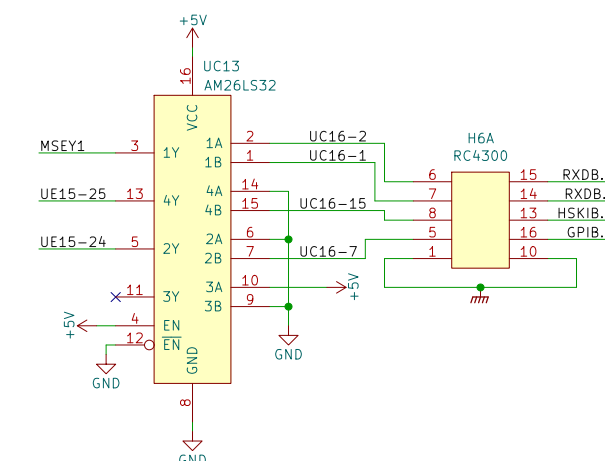 +5V
UC13
AM26LS32
16
VCC
MSEY1 3 1Y
1A 2 UC16-2
1B 1 UC16-1
H6A
RC4300
6 15 RXDB.
7 14 RXDB.
8 13 HSKIB.
5 16 GPIB.
1 10
UE15-25 13 4Y
4A 14
4B 15 UC16-15
UE15-24 5 2Y
2A 6
2B 7 UC16-7
11 3Y
3A 10 +5V
3B 9
+5V 4 EN
12 EN
GND
GND
GND
8
GND